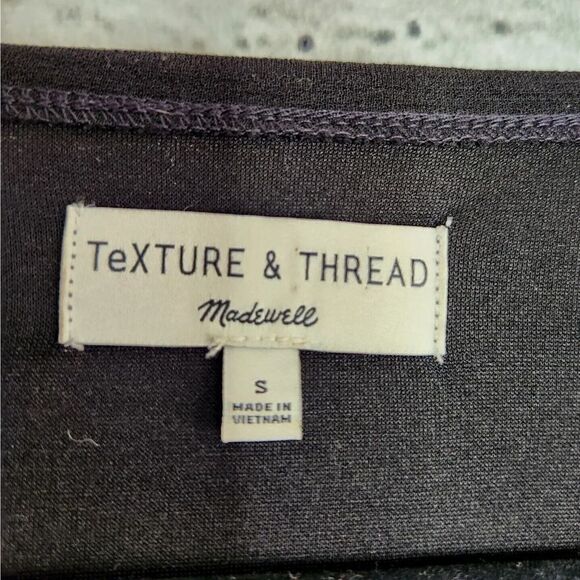 TeXTURE & THREAD
Madewell
S
MADE IN
VIETNAM